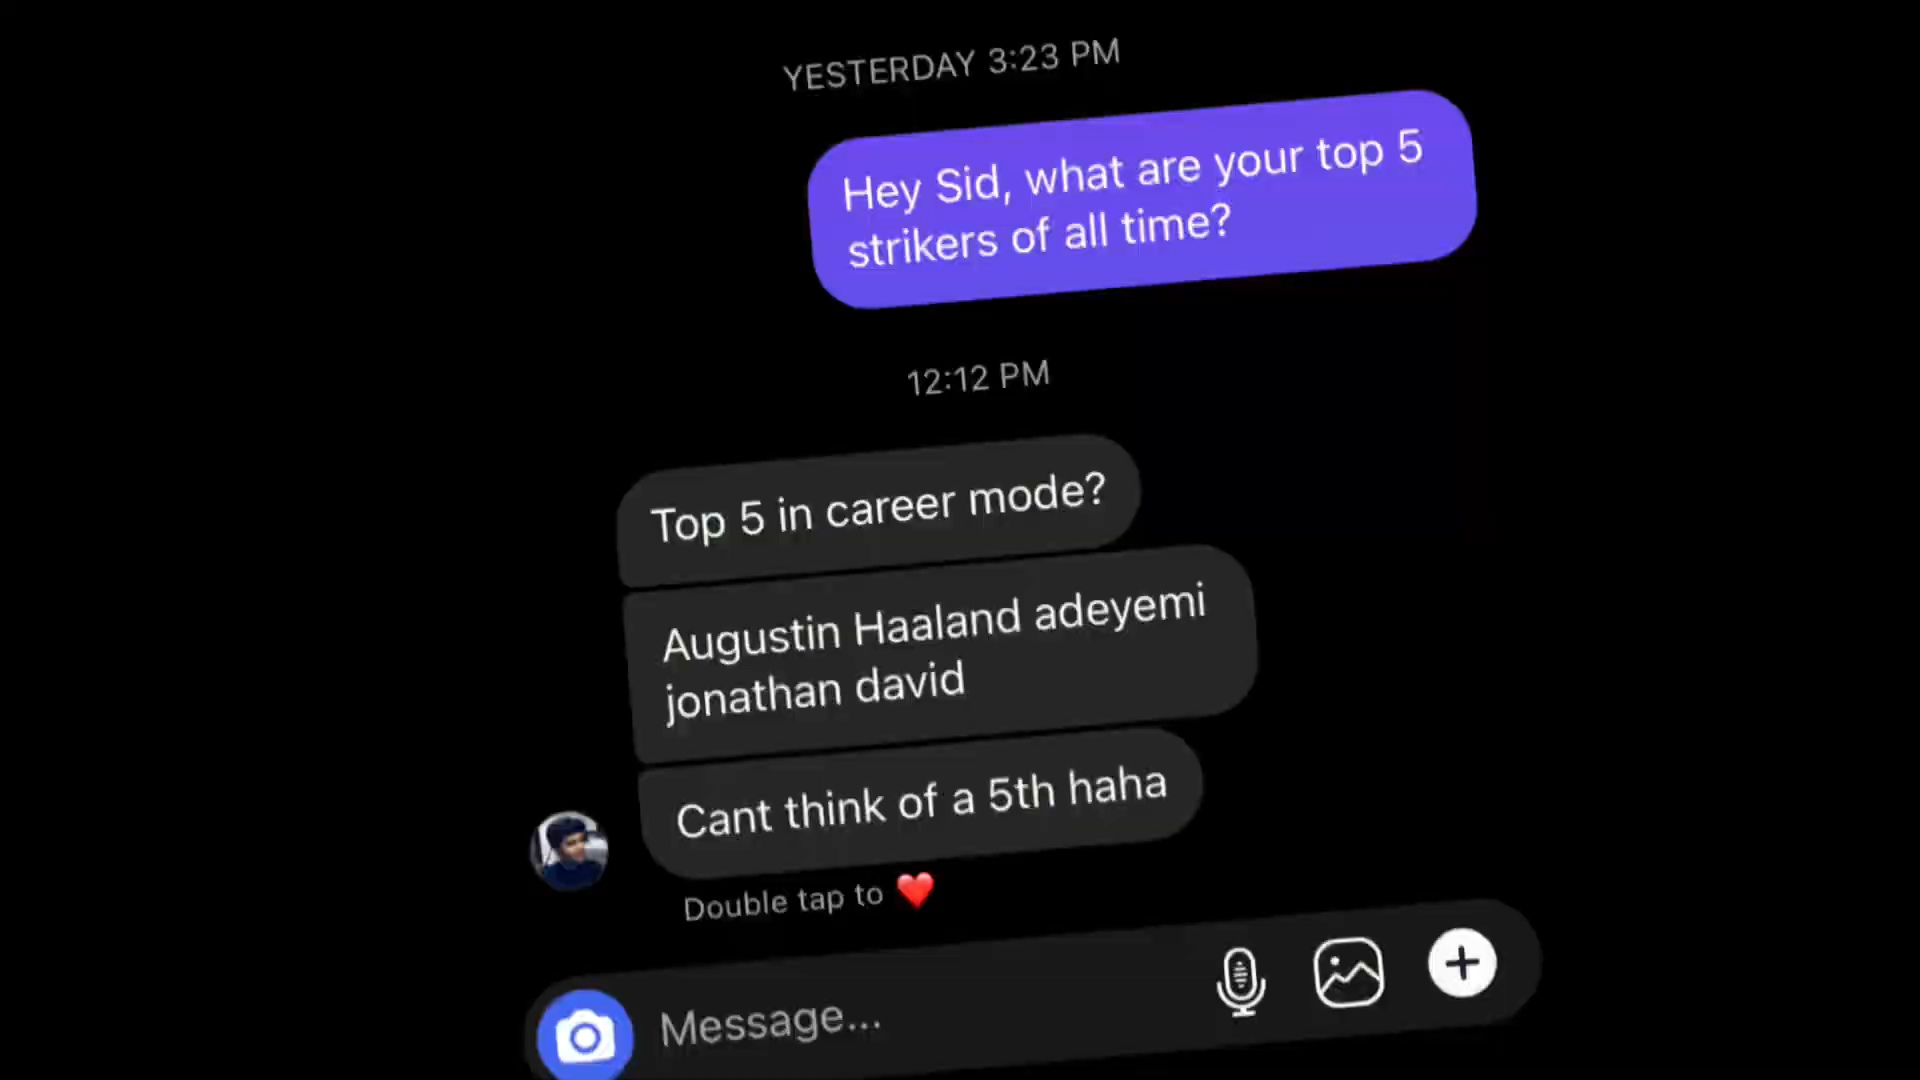 YESTERDAY 3:23 PM
Hey Sid, what are your top 5
strikers of all time?
12:12 PM
Top 5 in career mode?
Augustin Haaland adeyemi
jonathan david
Cant think of a 5th haha
Double tap to ❤️
Message...